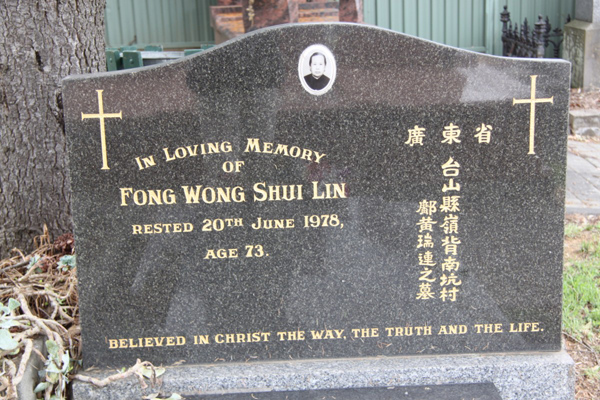 IN LOVING MEMORY
OF
FONG WONG SHUI LIN
RESTED 20TH JUNE 1978,
AGE 73.
廣東省
台山縣嶺背南坑村
鄺黃瑞連之墓
BELIEVED IN CHRIST THE WAY, THE TRUTH AND THE LIFE.